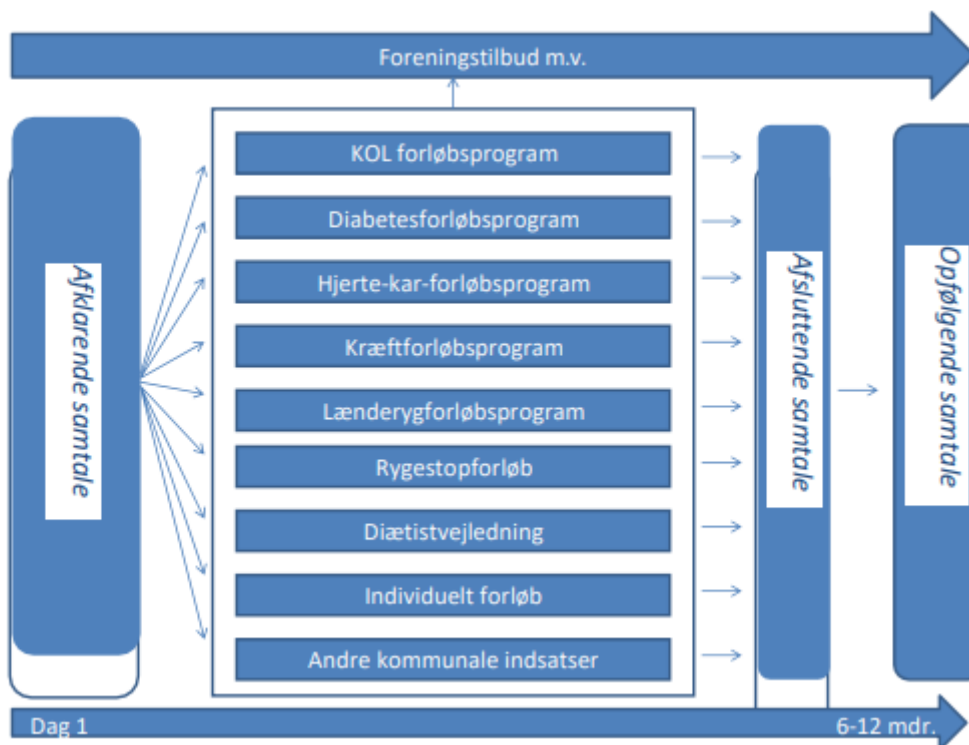 Foreningstilbud m.v.
Afklarende samtale
KOL forløbsprogram
Diabetesforløbsprogram
Hjerte-kar-forløbsprogram
Kræftforløbsprogram
Lænderygforløbsprogram
Rygestopforløb
Diætistvejledning
Individuelt forløb
Andre kommunale indsatser
Afsluttende samtale
Opfølgende samtale
Dag 1
6-12 mdr.